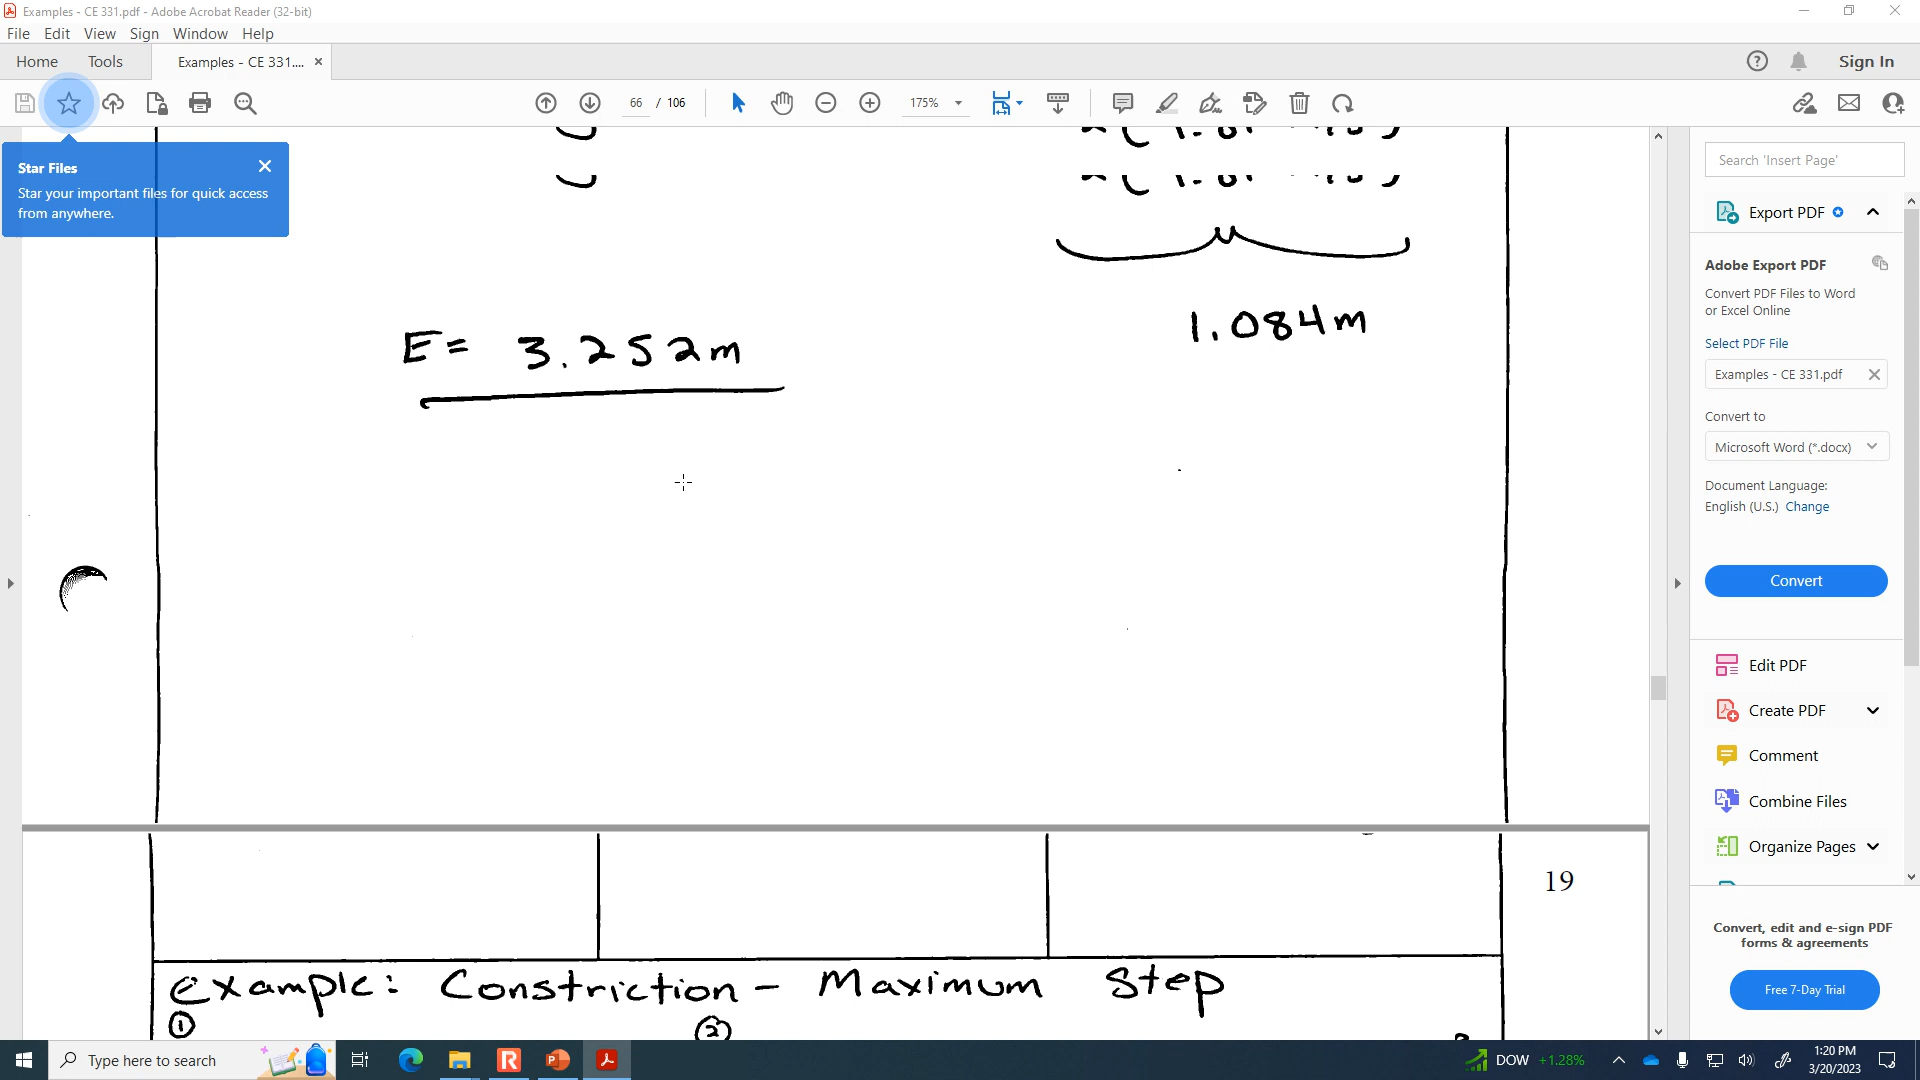 Examples - CE 331.pdf - Adobe Acrobat Reader (32-bit)
File Edit View Sign Window Help
Home Tools Examples - CE 331.... × Sign In
66 / 106 175%
Star Files
Star your important files for quick access
from anywhere.
E = 3.252m
1.084m
19
Example: Constriction - Maximum Step
① ②
Search 'Insert Page'
Export PDF
Adobe Export PDF
Convert PDF Files to Word
or Excel Online
Select PDF File
Examples - CE 331.pdf
Convert to
Microsoft Word (*.docx)
Document Language:
English (U.S.) Change
Convert
Edit PDF
Create PDF
Comment
Combine Files
Organize Pages
Convert, edit and e-sign PDF
forms & agreements
Free 7-Day Trial
Type here to search
DOW +1.28%
1:20 PM
3/20/2023